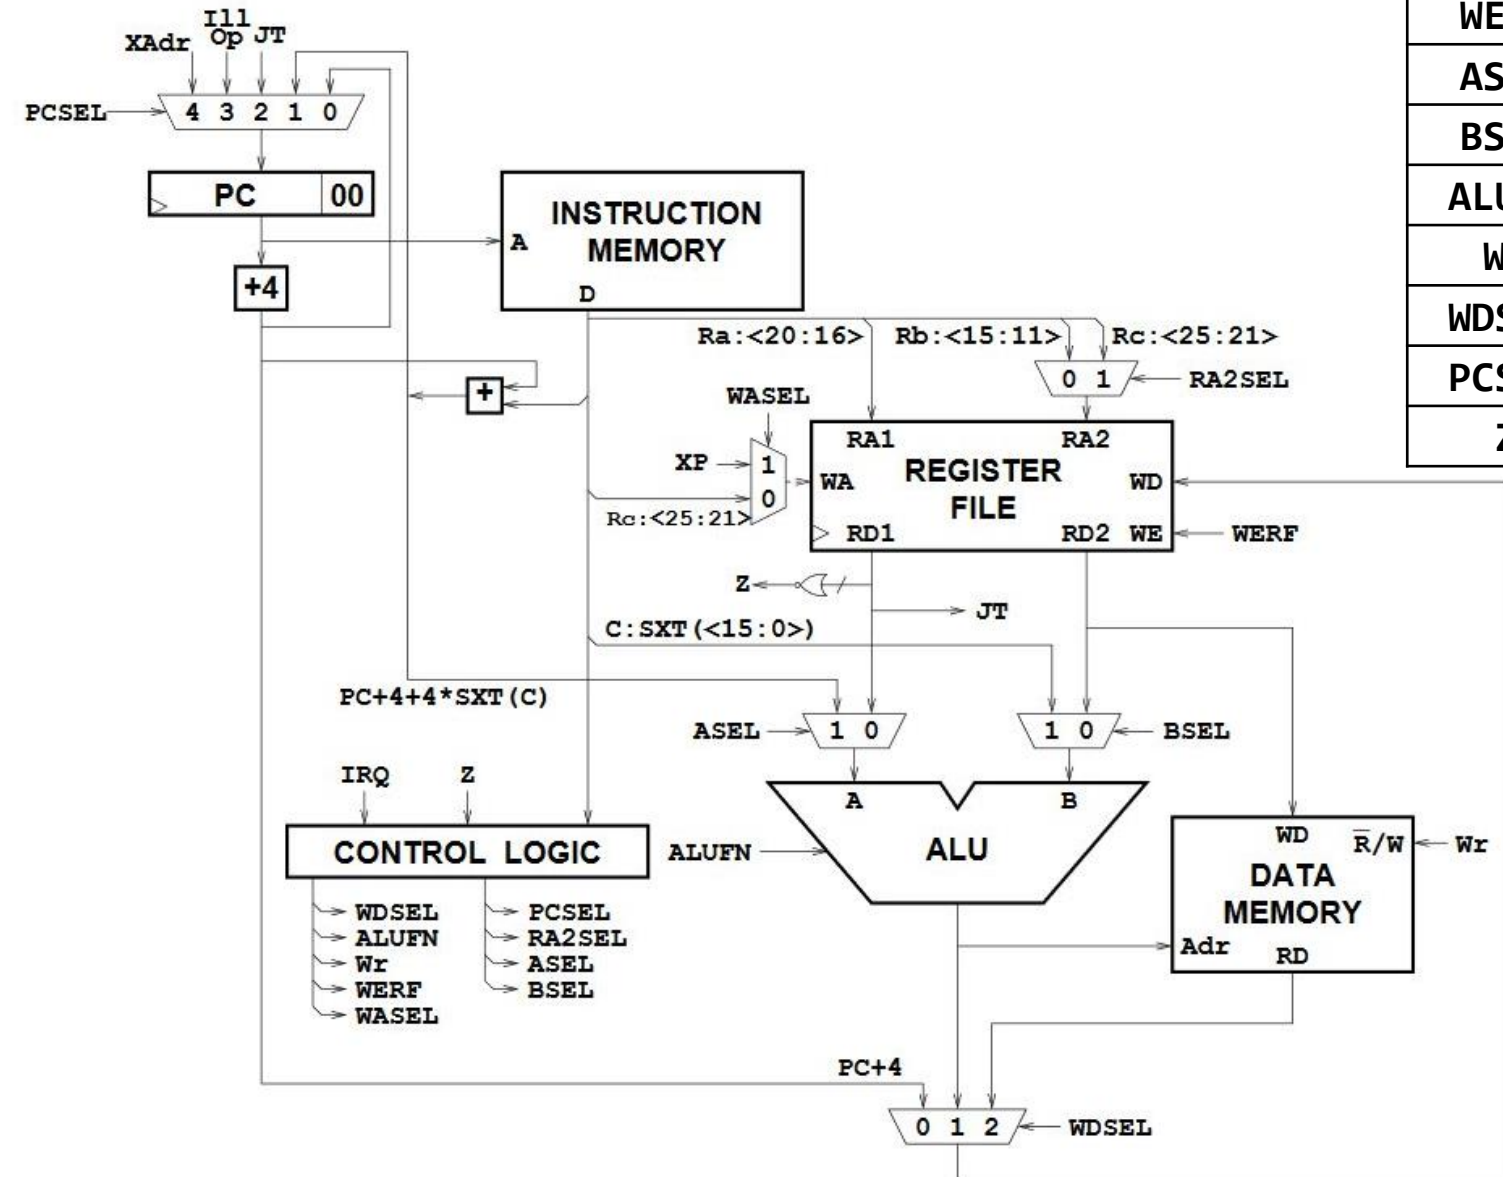 Ill
XAdr Op JT
PCSEL
4 3 2 1 0
PC 00
+4
INSTRUCTION
MEMORY
A
D
Ra:<20:16> Rb:<15:11> Rc:<25:21>
+
0 1
RA2SEL
WASEL
XP
1
0
Rc:<25:21>
RA1 RA2
REGISTER
FILE
WA WD
RD1 RD2 WE
WERF
Z
JT
C:SXT(<15:0>)
PC+4+4*SXT(C)
ASEL
1 0
1 0
BSEL
IRQ Z
A B
ALU
ALUFN
CONTROL LOGIC
WDSEL
ALUFN
Wr
WERF
WASEL
PCSEL
RA2SEL
ASEL
BSEL
WD R/W
Wr
DATA
MEMORY
Adr
RD
PC+4
0 1 2
WDSEL
WE
AS
BS
ALU
W
WDS
PCS
Z